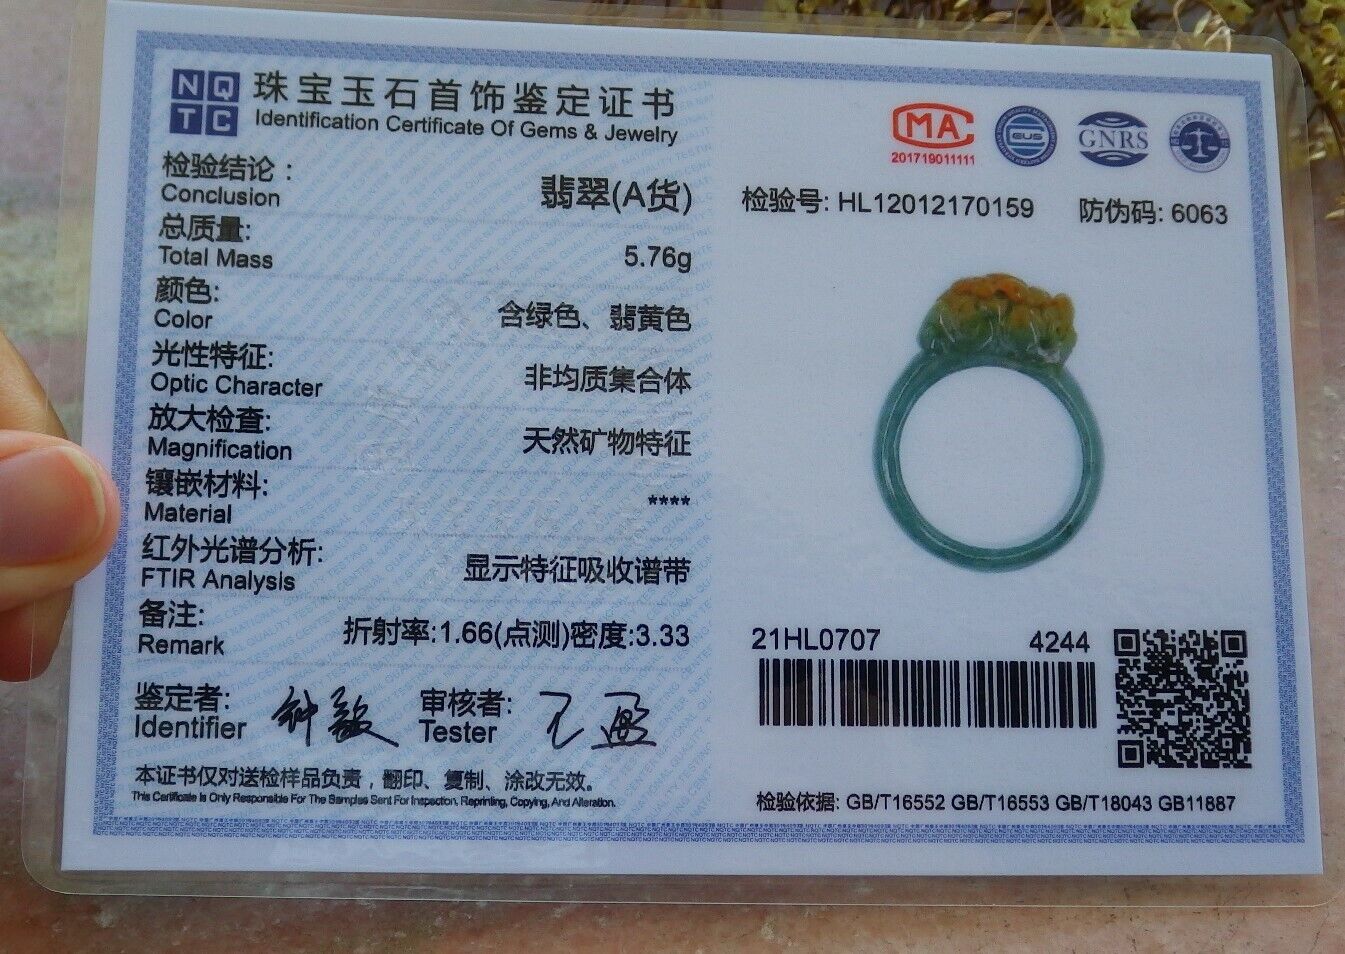 NQ
TC
珠宝玉石首饰鉴定证书
Identification Certificate Of Gems & Jewelry
检验结论：
Conclusion
翡翠(A货)
总质量:
Total Mass
5.76g
颜色:
Color
含绿色、翡黄色
光性特征:
Optic Character
非均质集合体
放大检查:
Magnification
天然矿物特征
镶嵌材料:
Material
****
红外光谱分析:
FTIR Analysis
显示特征吸收谱带
备注:
Remark
折射率:1.66(点测)密度:3.33
鉴定者:
Identifier
审核者:
Tester
本证书仅对送检样品负责，翻印、复制、涂改无效。
This Certificate is Only Responsible For The Samples Sent For Inspection, Reprinting, Copying, And Alteration.
MA
201719011111
GUS
GNRS
检验号: HL12012170159
防伪码: 6063
21HL0707
4244
检验依据: GB/T16552 GB/T16553 GB/T18043 GB11887